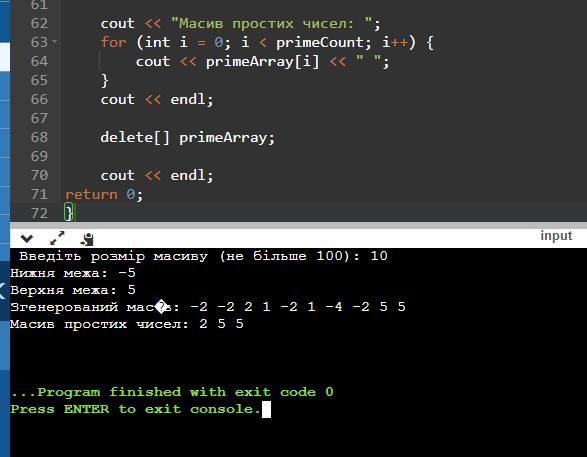 61
62 cout << "Масив простих чисел: ";
63 for (int i = 0; i < primeCount; i++) {
64 cout << primeArray[i] << " ";
65 }
66 cout << endl;
67
68 delete[] primeArray;
69
70 cout << endl;
71 return 0;
72 }
input
Введіть розмір масиву (не більше 100): 10
Нижня межа: -5
Верхня межа: 5
Згенерований мас�в: -2 -2 2 1 -2 1 -4 -2 5 5
Масив простих чисел: 2 5 5
...Program finished with exit code 0
Press ENTER to exit console.